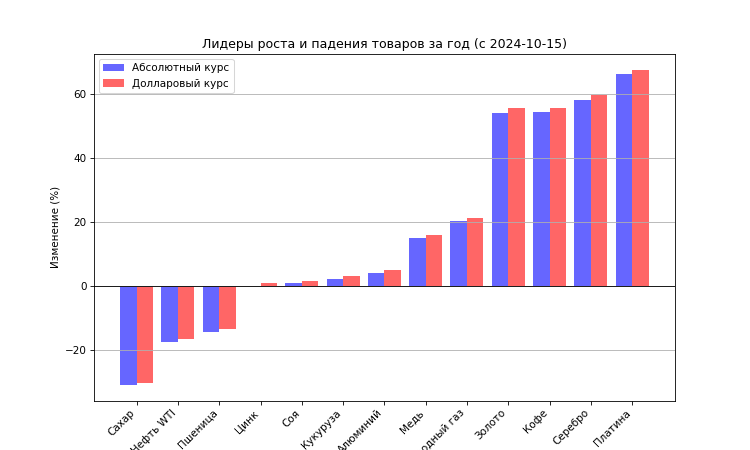 Лидеры роста и падения товаров за год (с 2024-10-15)
Абсолютный курс
Долларовый курс
Изменение (%)
60
40
20
0
−20
Сахар
Нефть WTI
Пшеница
Цинк
Соя
Кукуруза
Алюминий
Медь
одный газ
Золото
Кофе
Серебро
Платина